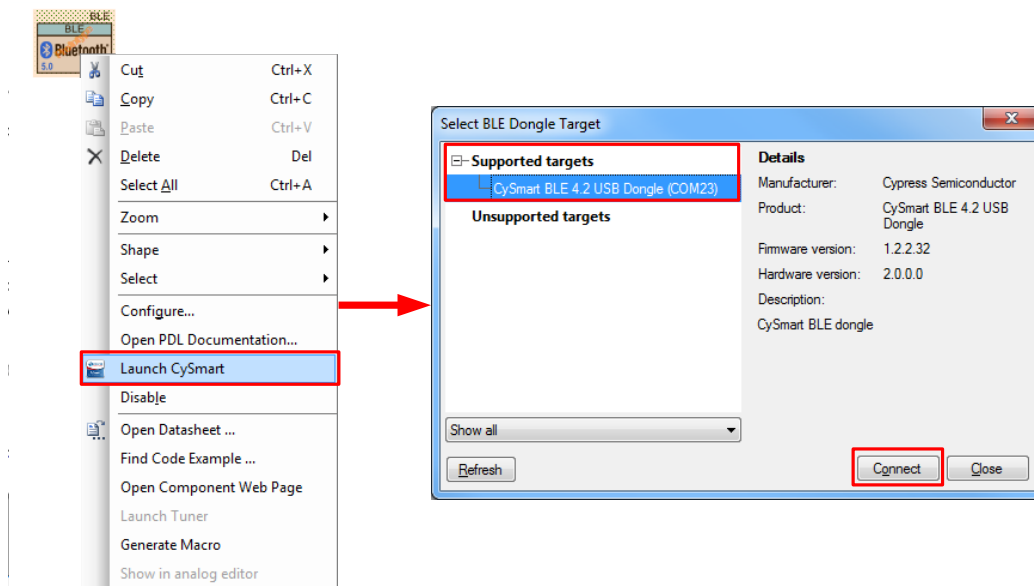 BLE
BLE
Bluetooth
5.0
Cut Ctrl+X
Copy Ctrl+C
Paste Ctrl+V
Delete Del
Select All Ctrl+A
Zoom
Shape
Select
Configure...
Open PDL Documentation...
Launch CySmart
Disable
Open Datasheet ...
Find Code Example ...
Open Component Web Page
Launch Tuner
Generate Macro
Show in analog editor
Select BLE Dongle Target
Supported targets
CySmart BLE 4.2 USB Dongle (COM23)
Unsupported targets
Show all
Refresh
Details
Manufacturer: Cypress Semiconductor
Product: CySmart BLE 4.2 USB
Dongle
Firmware version: 1.2.2.32
Hardware version: 2.0.0.0
Description:
CySmart BLE dongle
Connect Close